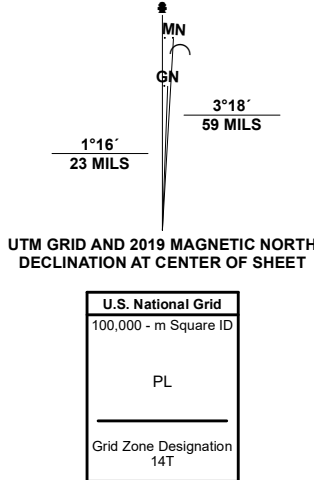 MN
GN
3°18´
59 MILS
1°16´
23 MILS
UTM GRID AND 2019 MAGNETIC NORTH
DECLINATION AT CENTER OF SHEET
U.S. National Grid
100,000 - m Square ID
PL
Grid Zone Designation
14T